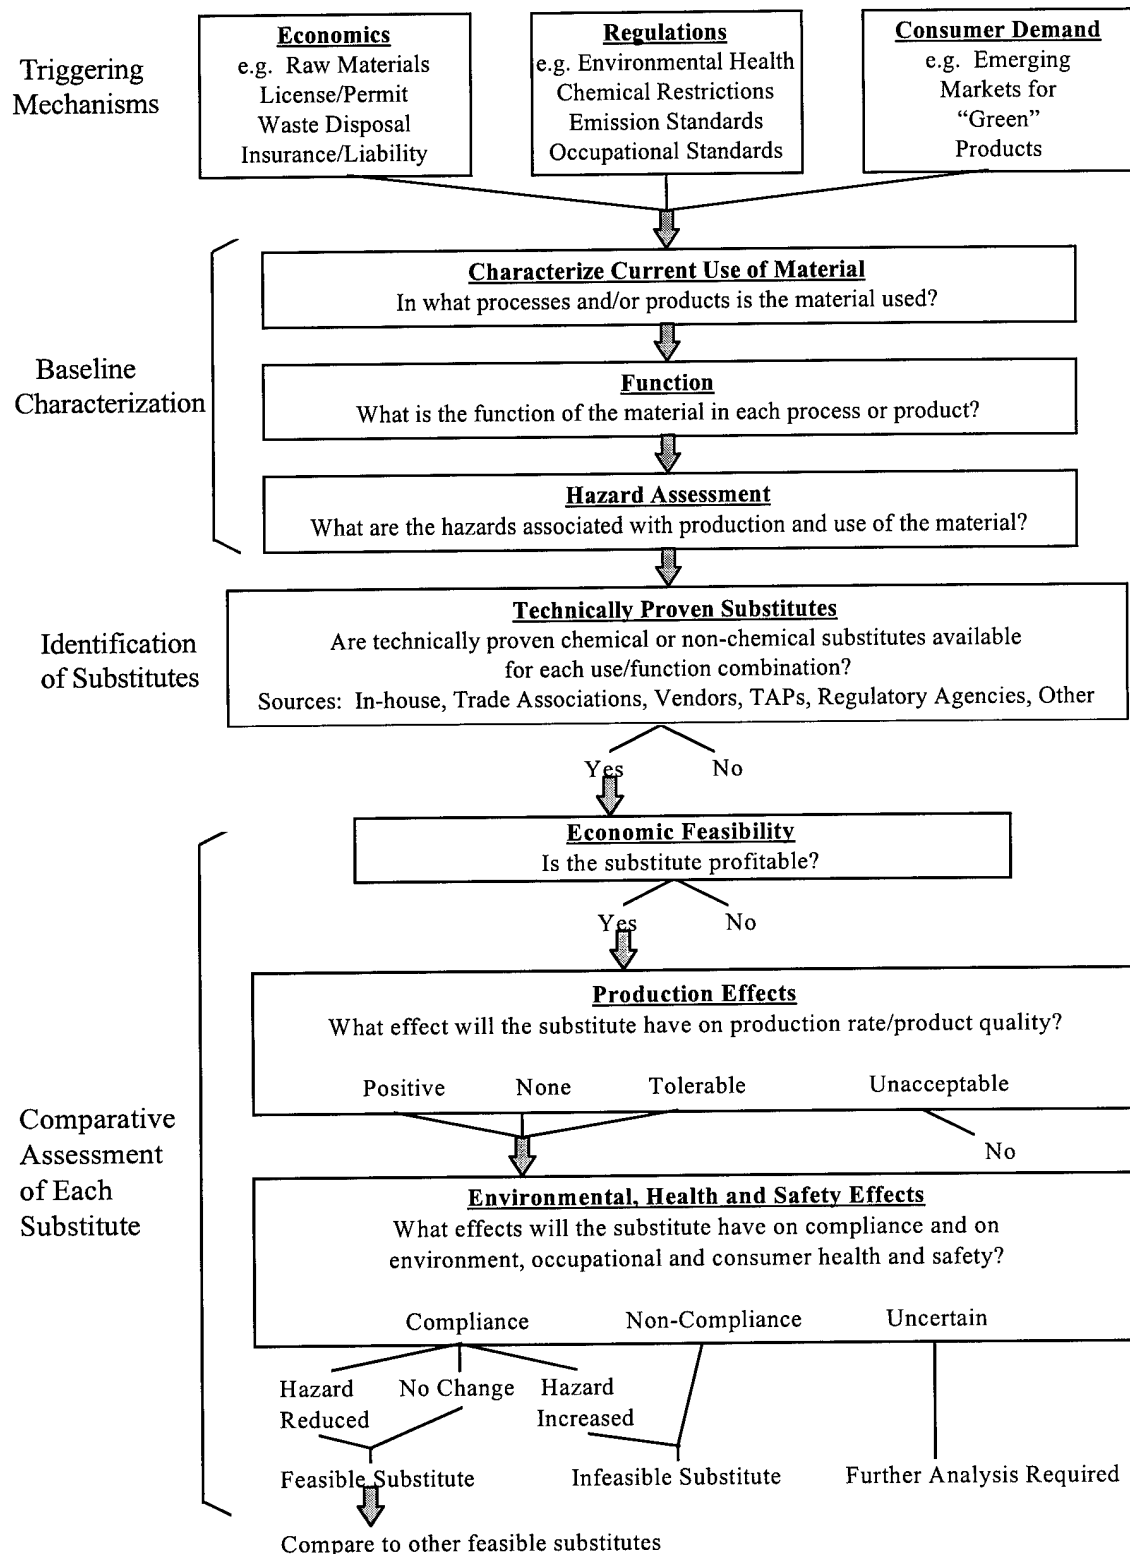 Triggering
Mechanisms
Economics
e.g. Raw Materials
License/Permit
Waste Disposal
Insurance/Liability
Regulations
e.g. Environmental Health
Chemical Restrictions
Emission Standards
Occupational Standards
Consumer Demand
e.g. Emerging
Markets for
“Green”
Products
Baseline
Characterization
Characterize Current Use of Material
In what processes and/or products is the material used?
Function
What is the function of the material in each process or product?
Hazard Assessment
What are the hazards associated with production and use of the material?
Identification
of Substitutes
Technically Proven Substitutes
Are technically proven chemical or non-chemical substitutes available
for each use/function combination?
Sources: In-house, Trade Associations, Vendors, TAPs, Regulatory Agencies, Other
Yes No
Comparative
Assessment
of Each
Substitute
Economic Feasibility
Is the substitute profitable?
Yes No
Production Effects
What effect will the substitute have on production rate/product quality?
Positive None Tolerable Unacceptable
No
Environmental, Health and Safety Effects
What effects will the substitute have on compliance and on
environment, occupational and consumer health and safety?
Compliance Non-Compliance Uncertain
Hazard
Reduced
No Change
Hazard
Increased
Feasible Substitute Infeasible Substitute Further Analysis Required
Compare to other feasible substitutes